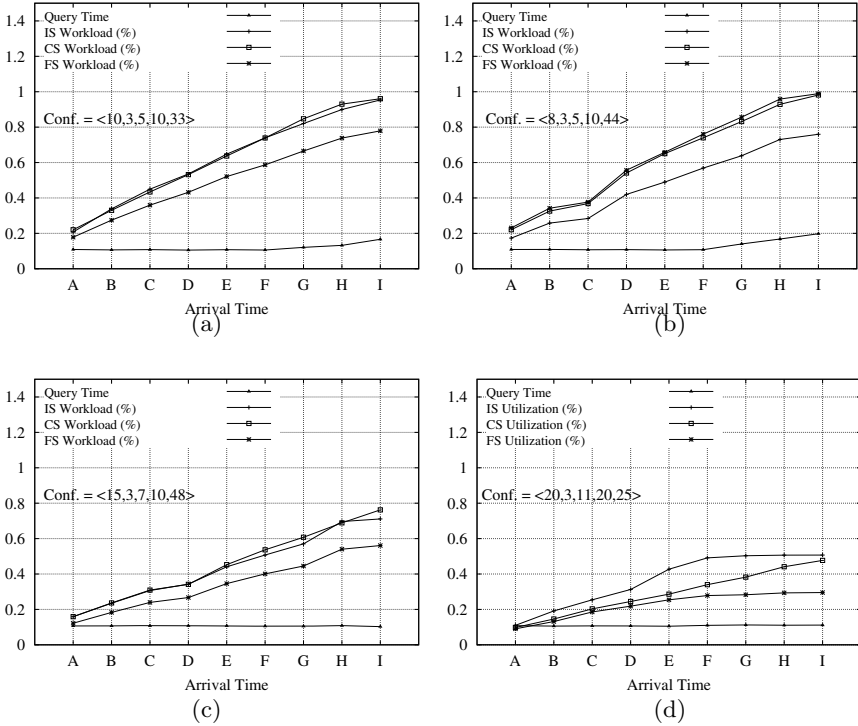 1.4
1.2
1
0.8
0.6
0.4
0.2
0
Query Time
IS Workload (%)
CS Workload (%)
FS Workload (%)
Conf. = <10,3,5,10,33>
A B C D E F G H I
Arrival Time
(a)
1.4
1.2
1
0.8
0.6
0.4
0.2
0
Query Time
IS Workload (%)
CS Workload (%)
FS Workload (%)
Conf. = <8,3,5,10,44>
A B C D E F G H I
Arrival Time
(b)
1.4
1.2
1
0.8
0.6
0.4
0.2
0
Query Time
IS Workload (%)
CS Workload (%)
FS Workload (%)
Conf. = <15,3,7,10,48>
A B C D E F G H I
Arrival Time
(c)
1.4
1.2
1
0.8
0.6
0.4
0.2
0
Query Time
IS Utilization (%)
CS Utilization (%)
FS Utilization (%)
Conf. = <20,3,11,20,25>
A B C D E F G H I
Arrival Time
(d)